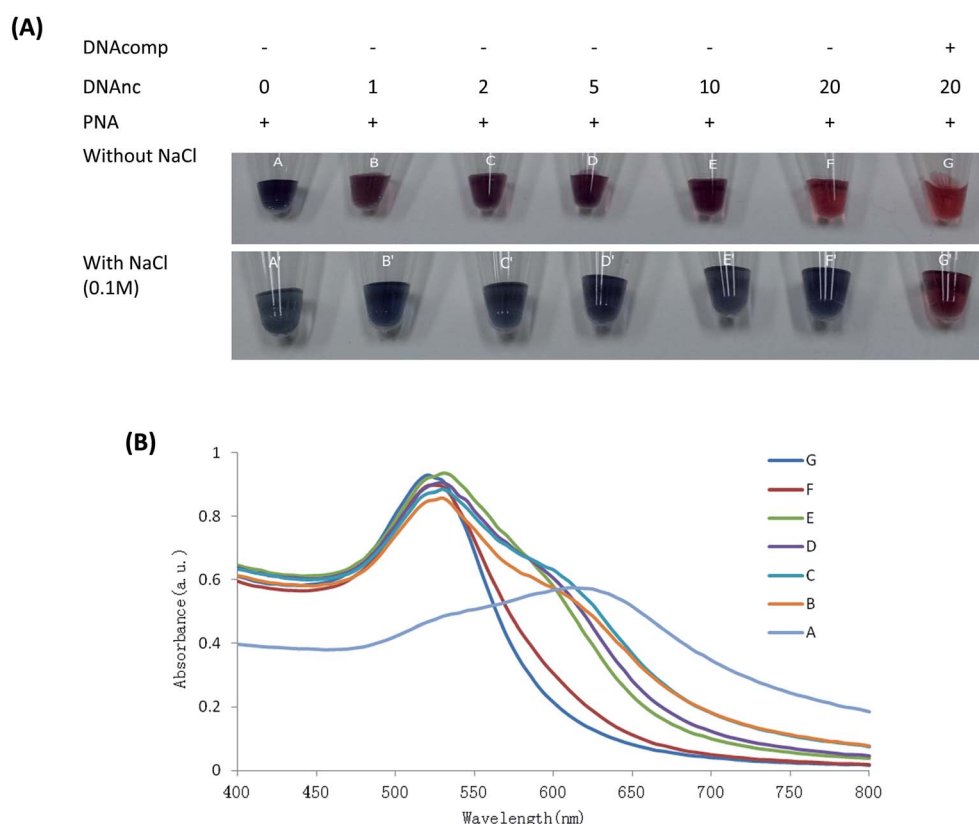 (A)
DNAcomp - - - - - - +
DNAnc 0 1 2 5 10 20 20
PNA + + + + + + +
Without NaCl
A B C D E F G
With NaCl
(0.1M)
A' B' C' D' E' F' G'
(B)
Absorbance(a.u.)
1
0.8
0.6
0.4
0.2
0
400 450 500 550 600 650 700 750 800
Wavelength(nm)
G
F
E
D
C
B
A